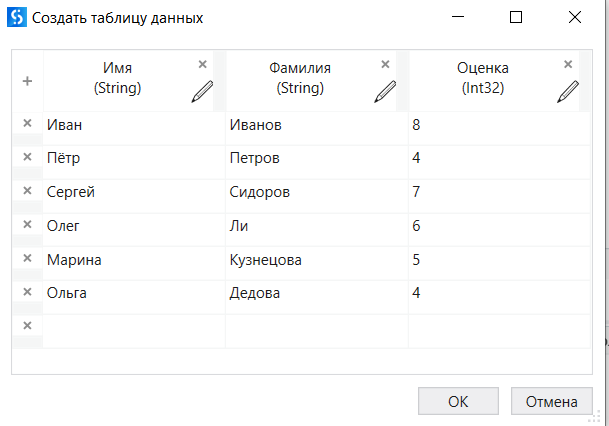 Создать таблицу данных
Имя
(String)
Фамилия
(String)
Оценка
(Int32)
Иван Иванов 8
Пётр Петров 4
Сергей Сидоров 7
Олег Ли 6
Марина Кузнецова 5
Ольга Дедова 4
ОК Отмена